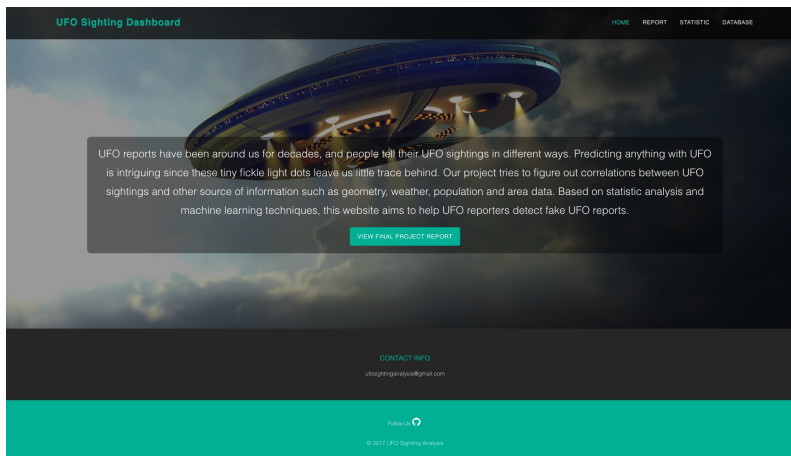 UFO Sighting Dashboard
HOME REPORT STATISTIC DATABASE
UFO reports have been around us for decades, and people tell their UFO sightings in different ways. Predicting anything with UFO
is intriguing since these tiny fickle light dots leave us little trace behind. Our project tries to figure out correlations between UFO
sightings and other source of information such as geometry, weather, population and area data. Based on statistic analysis and
machine learning techniques, this website aims to help UFO reporters detect fake UFO reports.
VIEW FINAL PROJECT REPORT
CONTACT INFO
ufosightinganalysis@gmail.com
Follow Us
© 2017 UFO Sighting Analysis